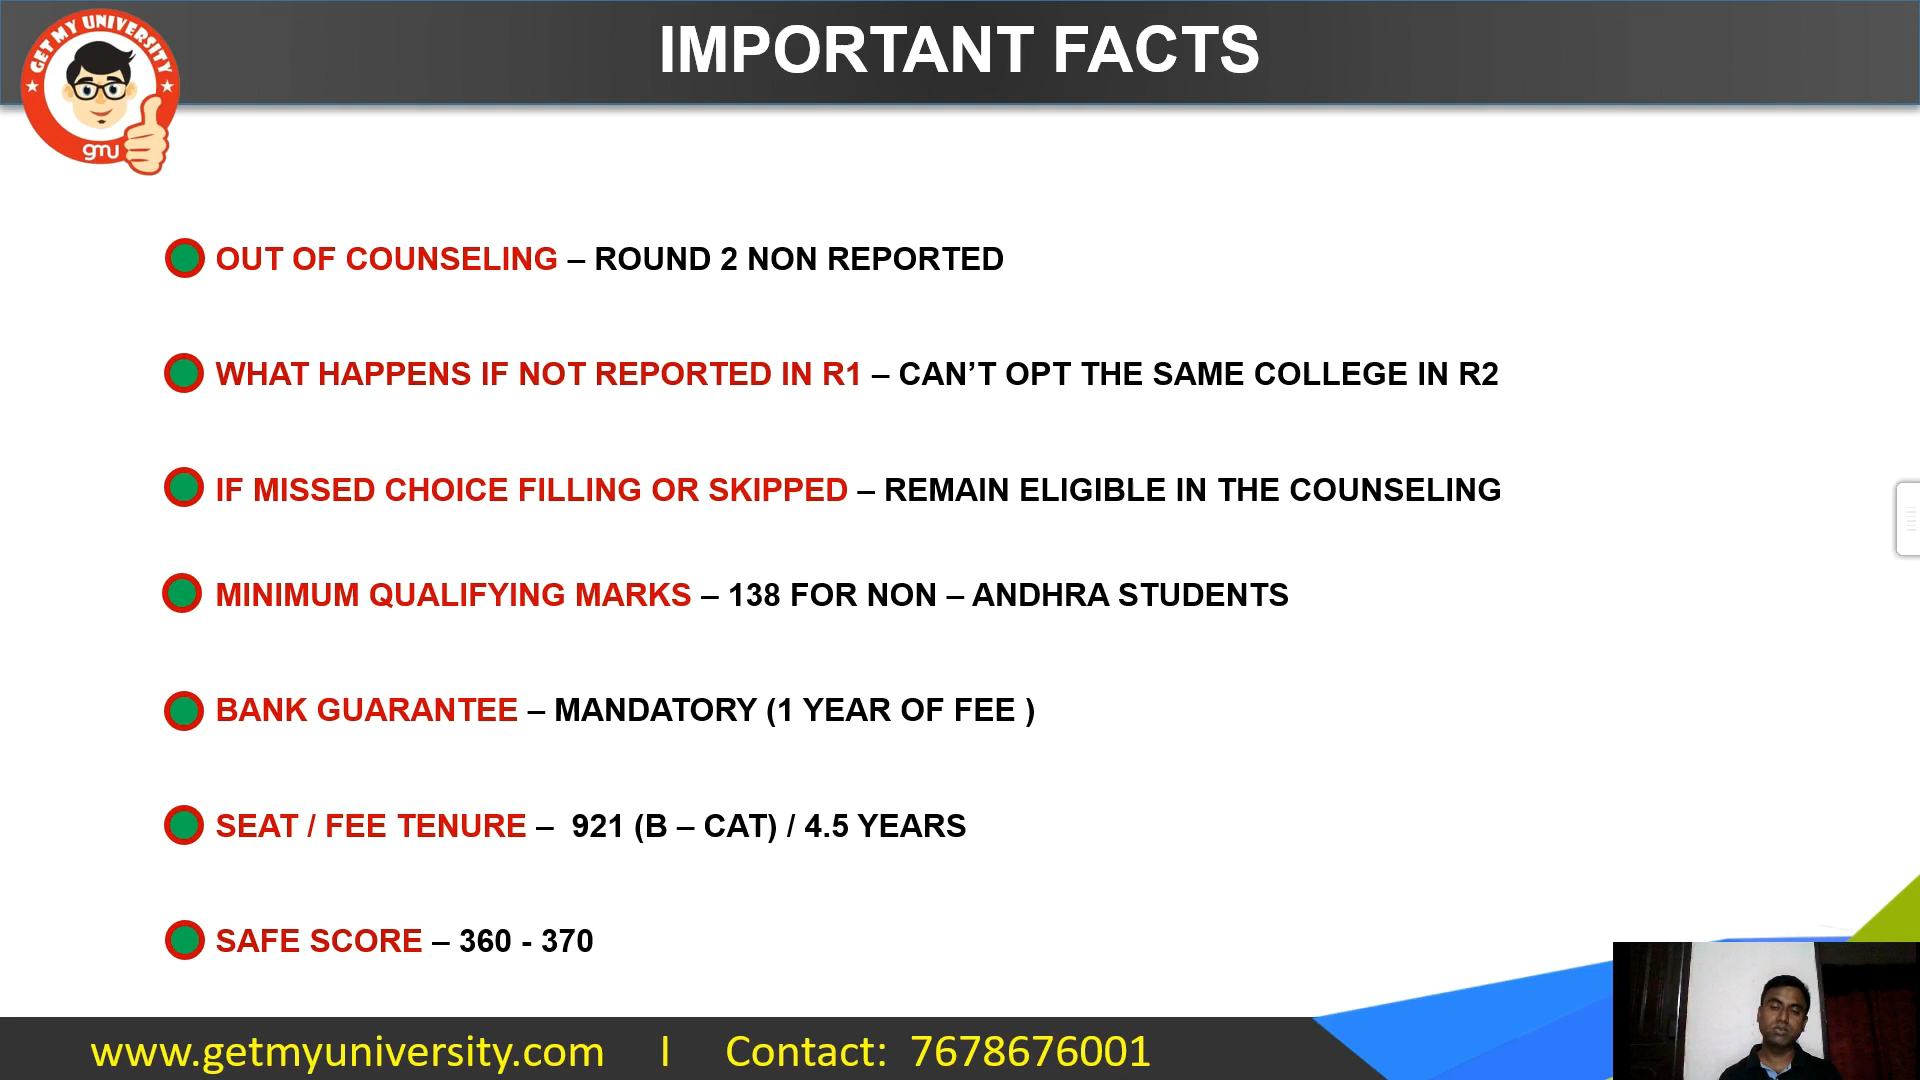 IMPORTANT FACTS
GET MY UNIVERSITY
gmu
OUT OF COUNSELING – ROUND 2 NON REPORTED
WHAT HAPPENS IF NOT REPORTED IN R1 – CAN’T OPT THE SAME COLLEGE IN R2
IF MISSED CHOICE FILLING OR SKIPPED – REMAIN ELIGIBLE IN THE COUNSELING
MINIMUM QUALIFYING MARKS – 138 FOR NON – ANDHRA STUDENTS
BANK GUARANTEE – MANDATORY (1 YEAR OF FEE )
SEAT / FEE TENURE – 921 (B – CAT) / 4.5 YEARS
SAFE SCORE – 360 - 370
www.getmyuniversity.com I Contact: 7678676001